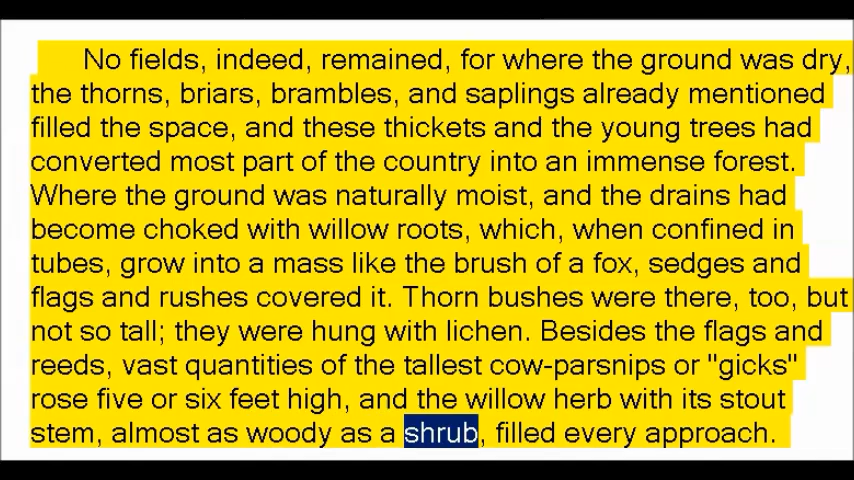 No fields, indeed, remained, for where the ground was dry,
the thorns, briars, brambles, and saplings already mentioned
filled the space, and these thickets and the young trees had
converted most part of the country into an immense forest.
Where the ground was naturally moist, and the drains had
become choked with willow roots, which, when confined in
tubes, grow into a mass like the brush of a fox, sedges and
flags and rushes covered it. Thorn bushes were there, too, but
not so tall; they were hung with lichen. Besides the flags and
reeds, vast quantities of the tallest cow-parsnips or "gicks"
rose five or six feet high, and the willow herb with its stout
stem, almost as woody as a shrub, filled every approach.